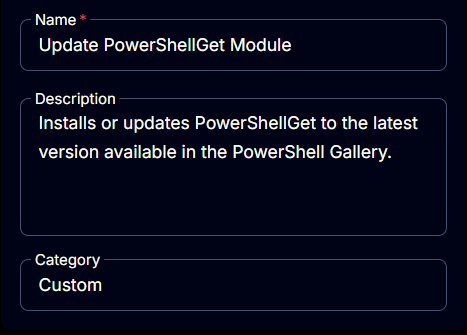 Name *
Update PowerShellGet Module
Description
Installs or updates PowerShellGet to the latest
version available in the PowerShell Gallery.
Category
Custom